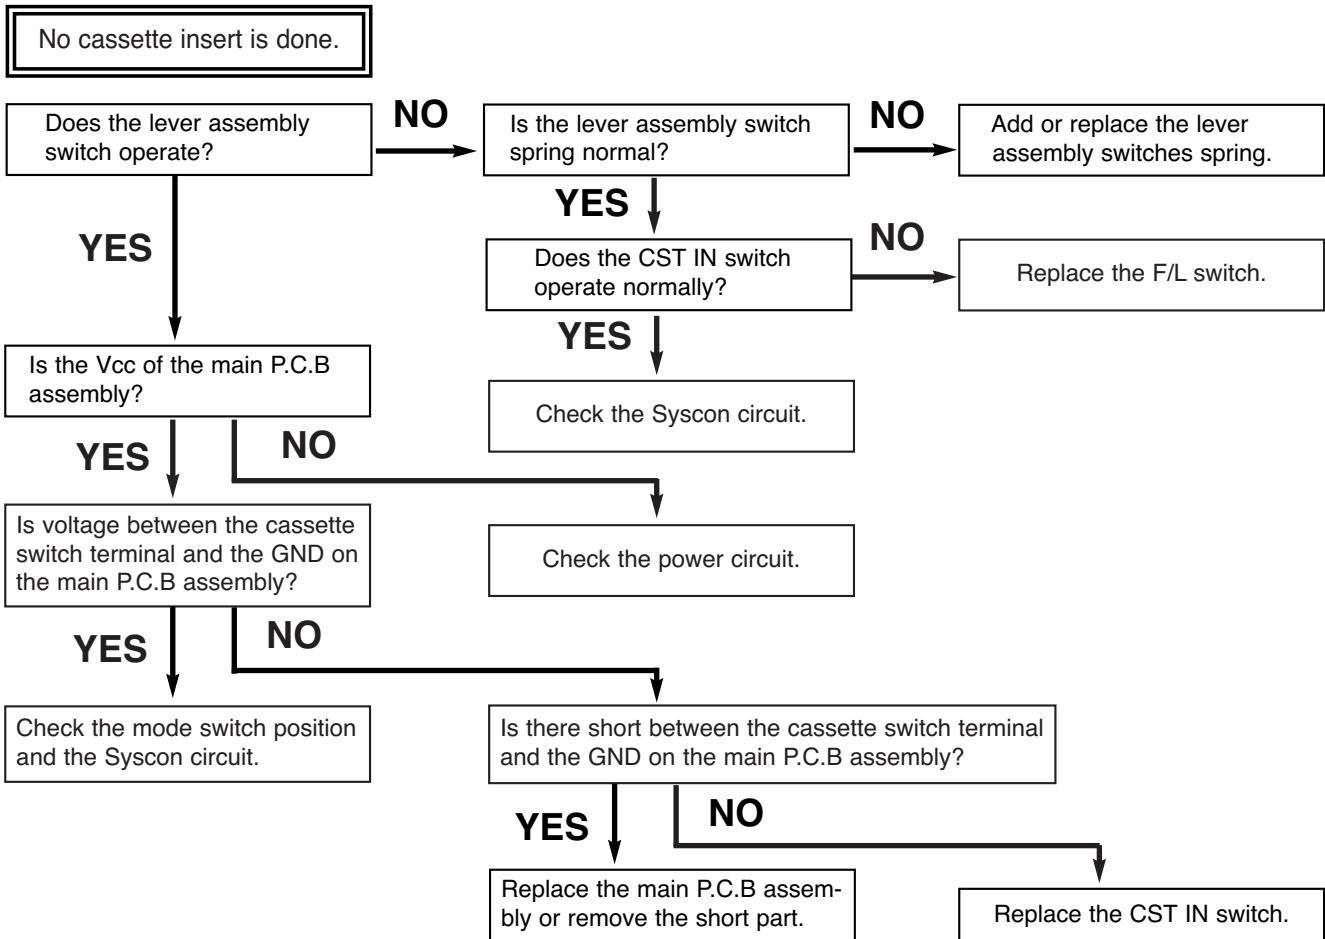 No cassette insert is done.
Does the lever assembly
switch operate?
NO
Is the lever assembly switch
spring normal?
NO
Add or replace the lever
assembly switches spring.
YES
YES
Does the CST IN switch
operate normally?
NO
Replace the F/L switch.
YES
Is the Vcc of the main P.C.B
assembly?
Check the Syscon circuit.
YES
NO
Is voltage between the cassette
switch terminal and the GND on
the main P.C.B assembly?
Check the power circuit.
YES
NO
Check the mode switch position
and the Syscon circuit.
Is there short between the cassette switch terminal
and the GND on the main P.C.B assembly?
YES
NO
Replace the main P.C.B assem-
bly or remove the short part.
Replace the CST IN switch.